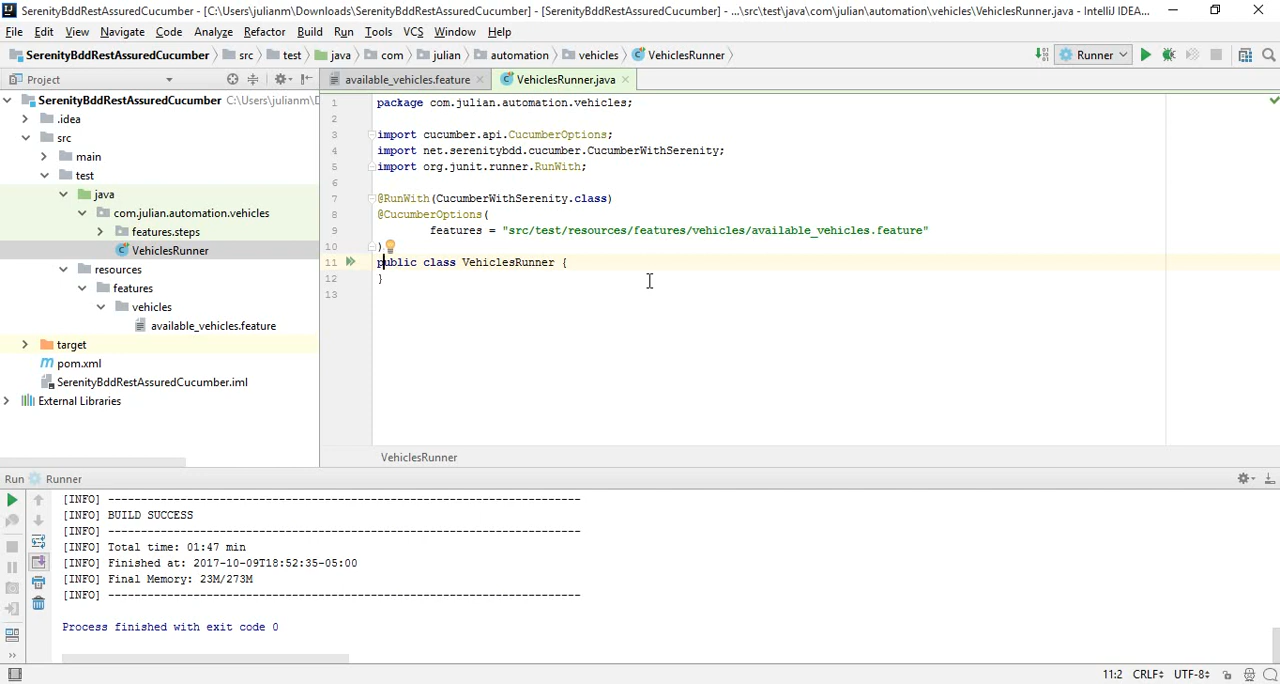 SerenityBddRestAssuredCucumber - [C:\Users\julianm\Downloads\SerenityBddRestAssuredCucumber] - [SerenityBddRestAssuredCucumber] - ...\src\test\java\com\julian\automation\vehicles\VehiclesRunner.java - IntelliJ IDEA...
File Edit View Navigate Code Analyze Refactor Build Run Tools VCS Window Help
SerenityBddRestAssuredCucumber src test java com julian automation vehicles VehiclesRunner Runner
Project available_vehicles.feature VehiclesRunner.java
SerenityBddRestAssuredCucumber C:\Users\julianm\
.idea
src
main
test
java
com.julian.automation.vehicles
features.steps
VehiclesRunner
resources
features
vehicles
available_vehicles.feature
target
pom.xml
SerenityBddRestAssuredCucumber.iml
External Libraries
1 package com.julian.automation.vehicles;
2
3 import cucumber.api.CucumberOptions;
4 import net.serenitybdd.cucumber.CucumberWithSerenity;
5 import org.junit.runner.RunWith;
6
7 @RunWith(CucumberWithSerenity.class)
8 @CucumberOptions(
9 features = "src/test/resources/features/vehicles/available_vehicles.feature"
10 )
11 public class VehiclesRunner {
12 }
13
VehiclesRunner
Run Runner
[INFO] ------------------------------------------------------------------------
[INFO] BUILD SUCCESS
[INFO] ------------------------------------------------------------------------
[INFO] Total time: 01:47 min
[INFO] Finished at: 2017-10-09T18:52:35-05:00
[INFO] Final Memory: 23M/273M
[INFO] ------------------------------------------------------------------------
Process finished with exit code 0
11:2 CRLF UTF-8